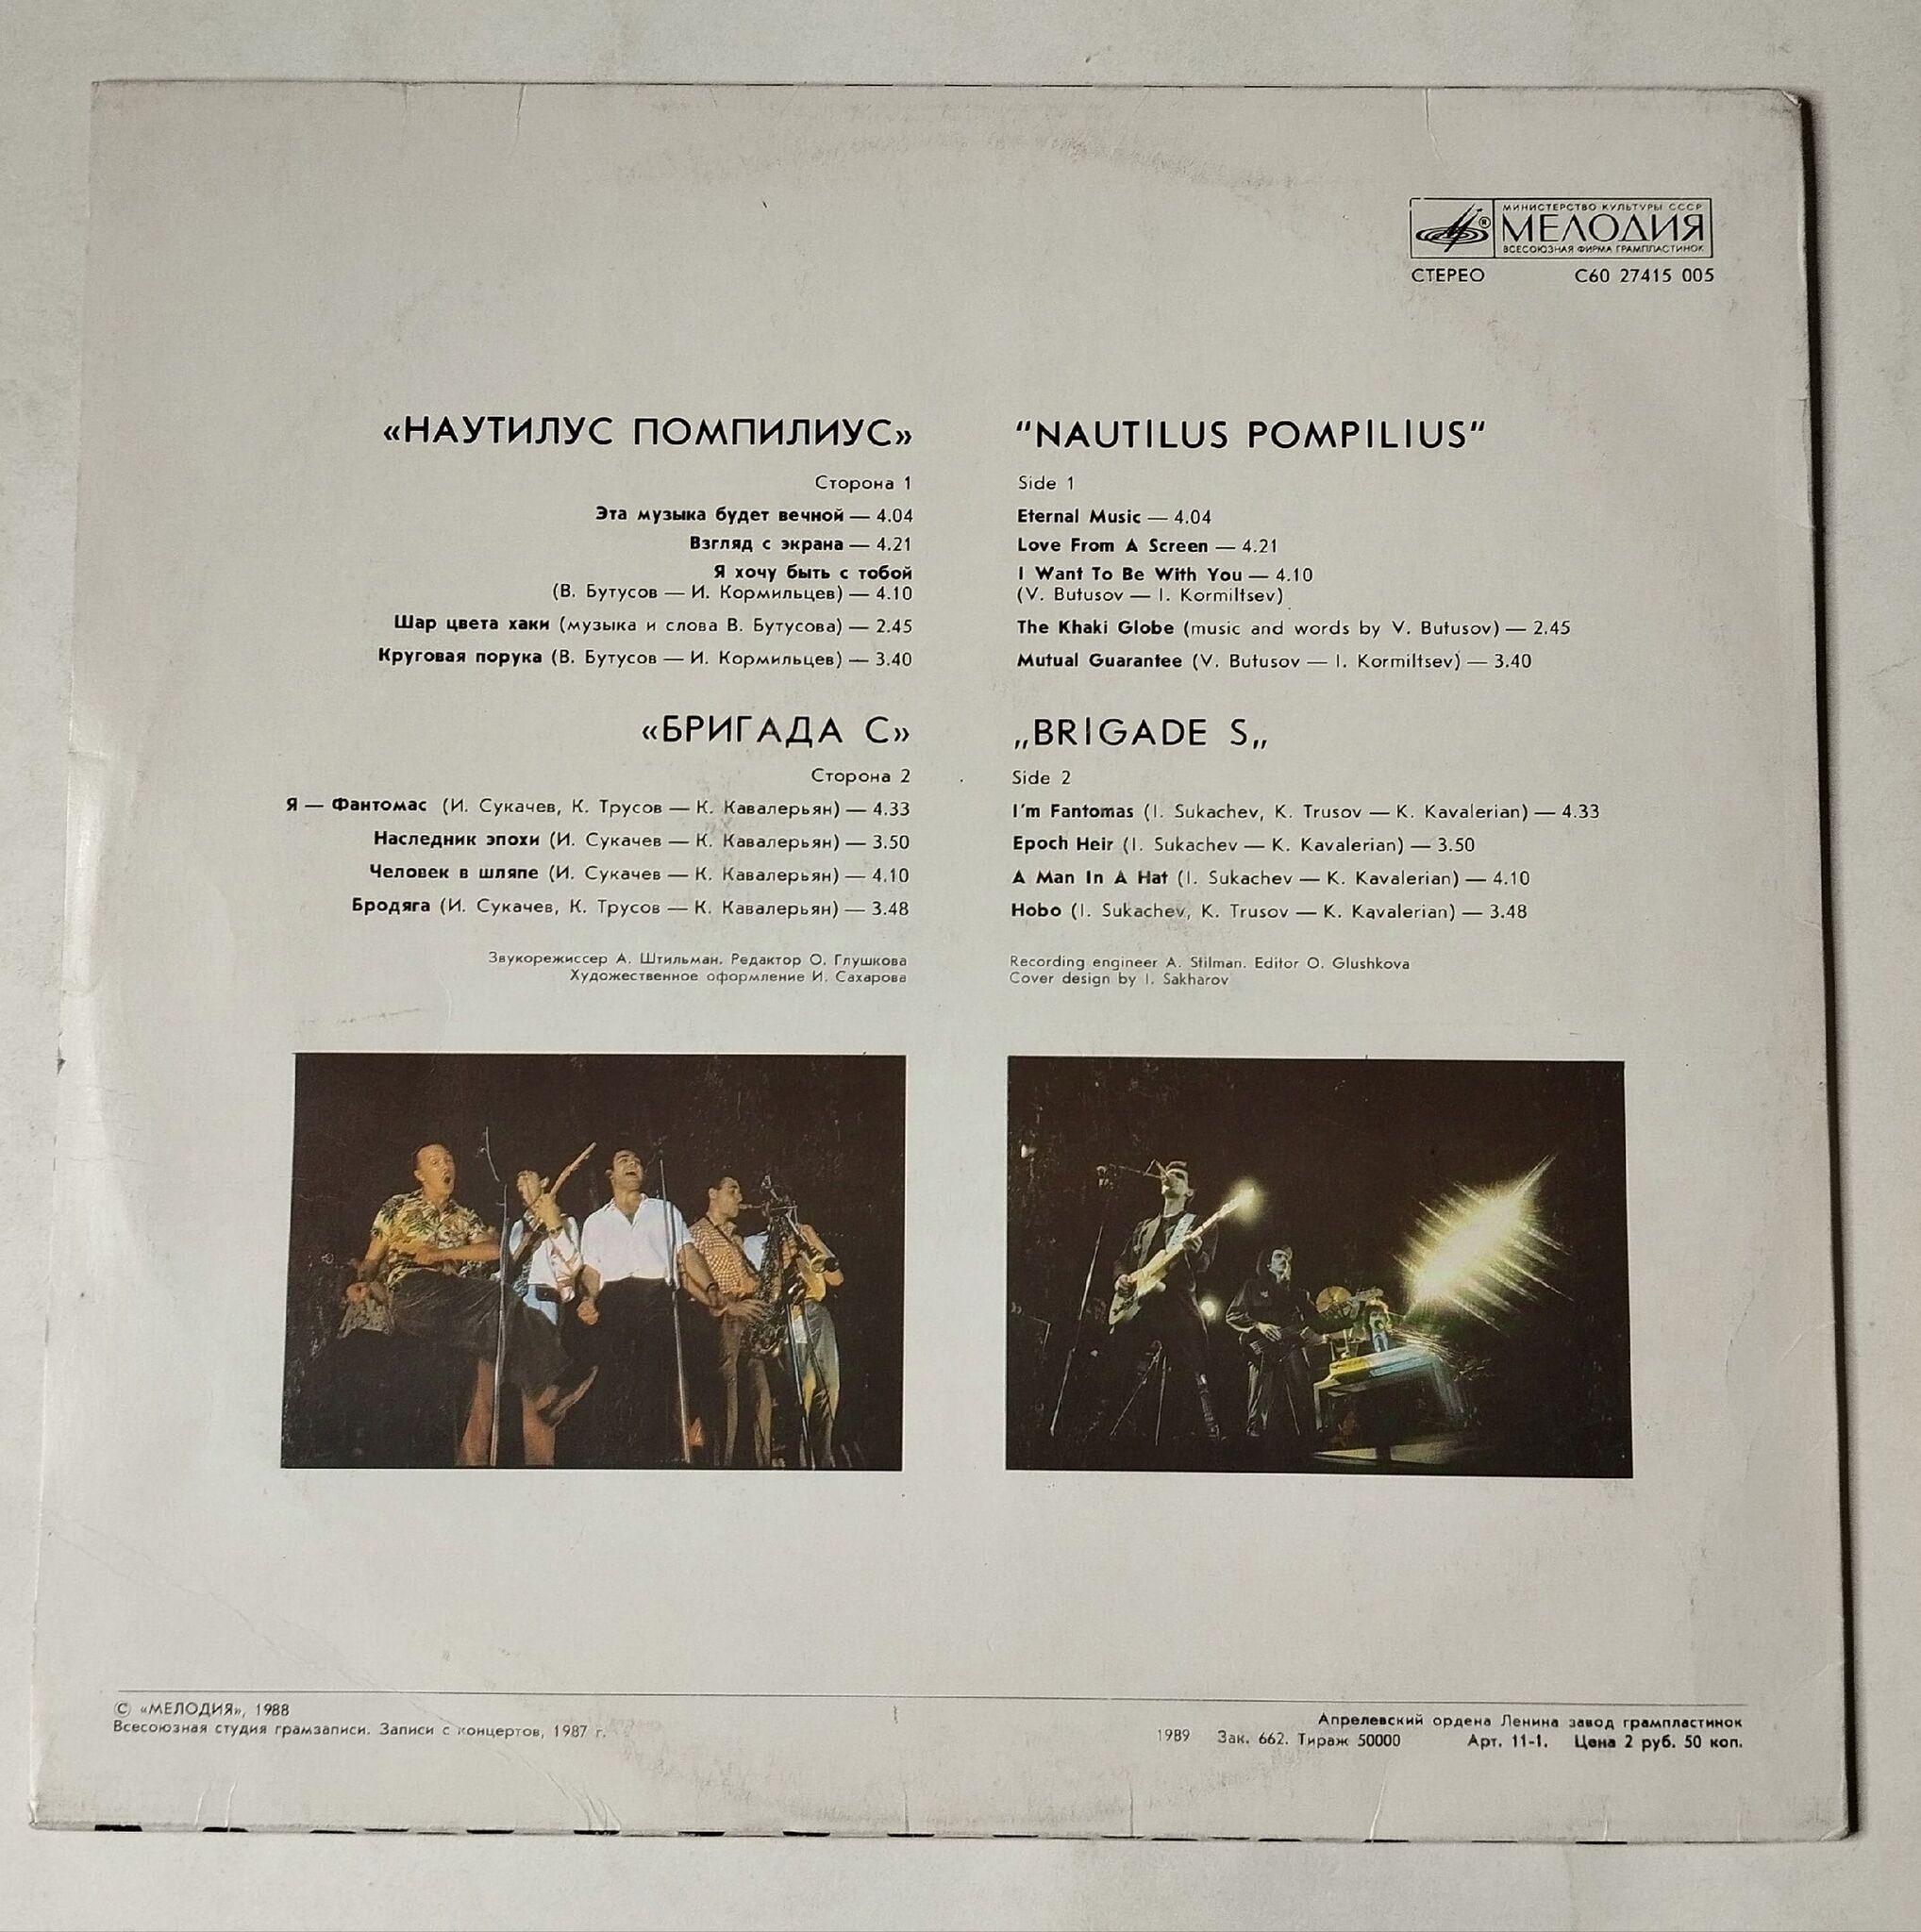 МИНИСТЕРСТВО КУЛЬТУРЫ СССР
МЕЛОДИЯ
ВСЕСОЮЗНАЯ ФИРМА ГРАМПЛАСТИНОК
СТЕРЕО С60 27415 005
«НАУТИЛУС ПОМПИЛИУС»
Сторона 1
Эта музыка будет вечной — 4.04
Взгляд с экрана — 4.21
Я хочу быть с тобой
(В. Бутусов — И. Кормильцев) — 4.10
Шар цвета хаки (музыка и слова В. Бутусова) — 2.45
Круговая порука (В. Бутусов — И. Кормильцев) — 3.40
«БРИГАДА С»
Сторона 2
Я — Фантомас (И. Сукачев, К. Трусов — К. Кавалерьян) — 4.33
Наследник эпохи (И. Сукачев — К. Кавалерьян) — 3.50
Человек в шляпе (И. Сукачев — К. Кавалерьян) — 4.10
Бродяга (И. Сукачев, К. Трусов — К. Кавалерьян) — 3.48
Звукорежиссер А. Штильман. Редактор О. Глушкова
Художественное оформление И. Сахарова
"NAUTILUS POMPILIUS"
Side 1
Eternal Music — 4.04
Love From A Screen — 4.21
I Want To Be With You — 4.10
(V. Butusov — I. Kormiltsev)
The Khaki Globe (music and words by V. Butusov) — 2.45
Mutual Guarantee (V. Butusov — I. Kormiltsev) — 3.40
„BRIGADE S„
Side 2
I'm Fantomas (I. Sukachev, K. Trusov — K. Kavalerian) — 4.33
Epoch Heir (I. Sukachev — K. Kavalerian) — 3.50
A Man In A Hat (I. Sukachev — K. Kavalerian) — 4.10
Hobo (I. Sukachev, K. Trusov — K. Kavalerian) — 3.48
Recording engineer A. Stilman. Editor O. Glushkova
Cover design by I. Sakharov
© «МЕЛОДИЯ», 1988
Всесоюзная студия грамзаписи. Записи с концертов, 1987 г.
Апрелевский ордена Ленина завод грампластинок
1989 Зак. 662. Тираж 50000 Арт. 11-1. Цена 2 руб. 50 коп.